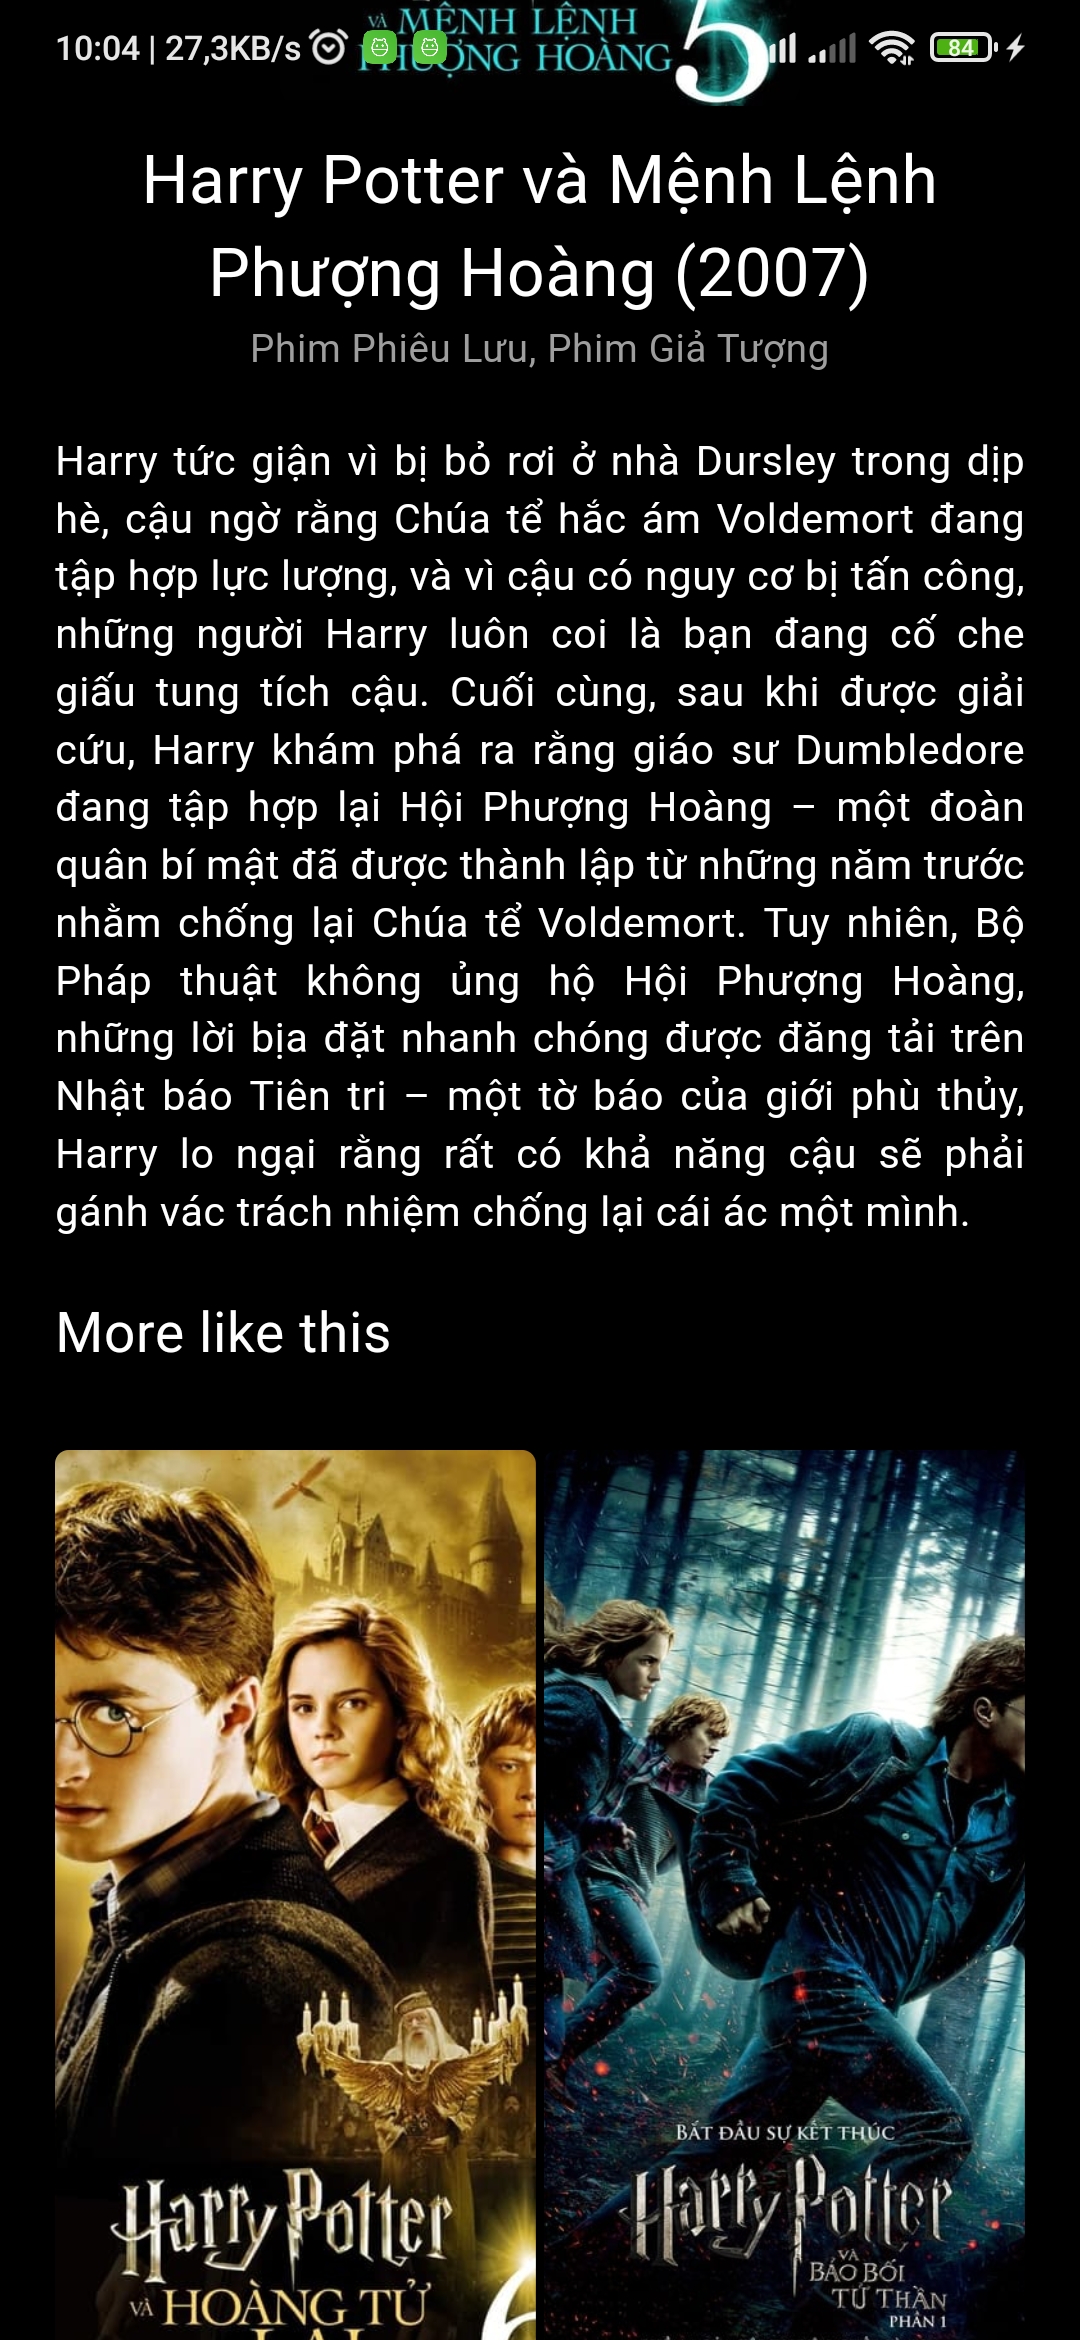 VÀ MỆNH LỆNH
PHƯỢNG HOÀNG 5
10:04 | 27,3KB/s 84
Harry Potter và Mệnh Lệnh
Phượng Hoàng (2007)
Phim Phiêu Lưu, Phim Giả Tượng
Harry tức giận vì bị bỏ rơi ở nhà Dursley trong dịp
hè, cậu ngờ rằng Chúa tể hắc ám Voldemort đang
tập hợp lực lượng, và vì cậu có nguy cơ bị tấn công,
những người Harry luôn coi là bạn đang cố che
giấu tung tích cậu. Cuối cùng, sau khi được giải
cứu, Harry khám phá ra rằng giáo sư Dumbledore
đang tập hợp lại Hội Phượng Hoàng – một đoàn
quân bí mật đã được thành lập từ những năm trước
nhằm chống lại Chúa tể Voldemort. Tuy nhiên, Bộ
Pháp thuật không ủng hộ Hội Phượng Hoàng,
những lời bịa đặt nhanh chóng được đăng tải trên
Nhật báo Tiên tri – một tờ báo của giới phù thủy,
Harry lo ngại rằng rất có khả năng cậu sẽ phải
gánh vác trách nhiệm chống lại cái ác một mình.
More like this
Harry Potter
VÀ HOÀNG TỬ
LAI
6
BẮT ĐẦU SỰ KẾT THÚC
Harry Potter
VÀ
BẢO BỐI
TỬ THẦN
PHẦN 1